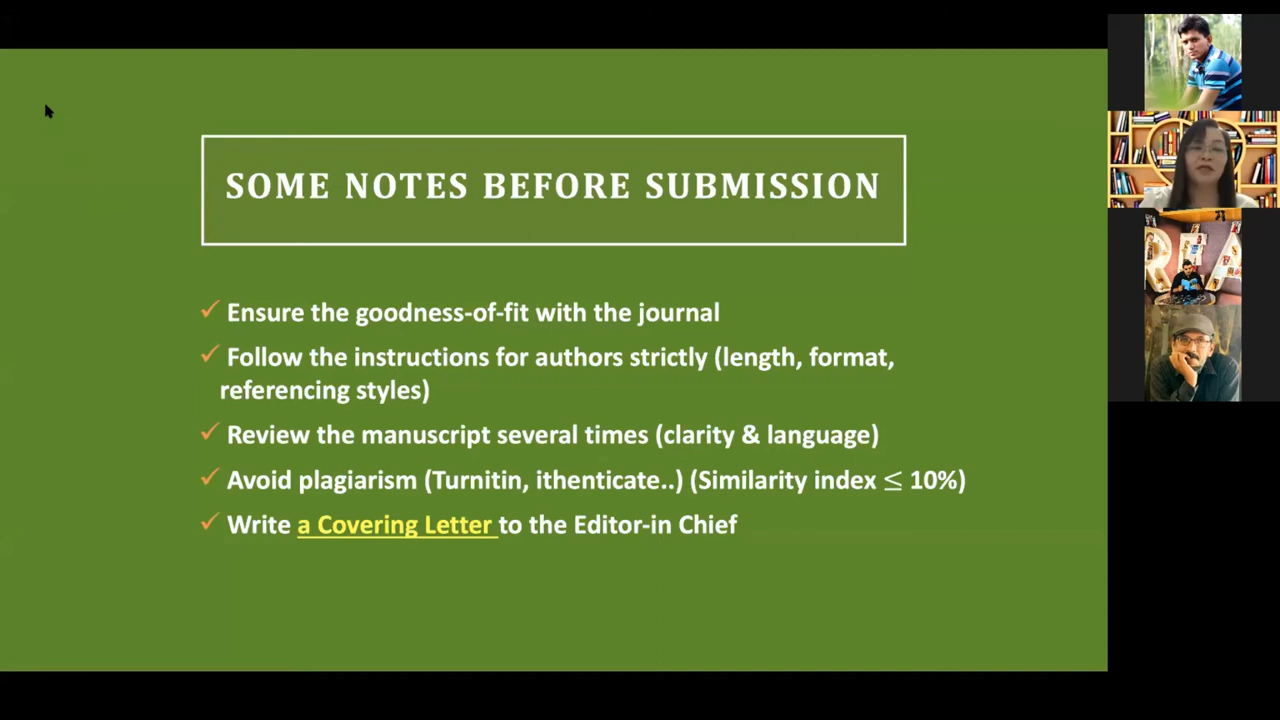 SOME NOTES BEFORE SUBMISSION
✓ Ensure the goodness-of-fit with the journal
✓ Follow the instructions for authors strictly (length, format,
referencing styles)
✓ Review the manuscript several times (clarity & language)
✓ Avoid plagiarism (Turnitin, ithenticate..) (Similarity index ≤ 10%)
✓ Write a Covering Letter to the Editor-in Chief